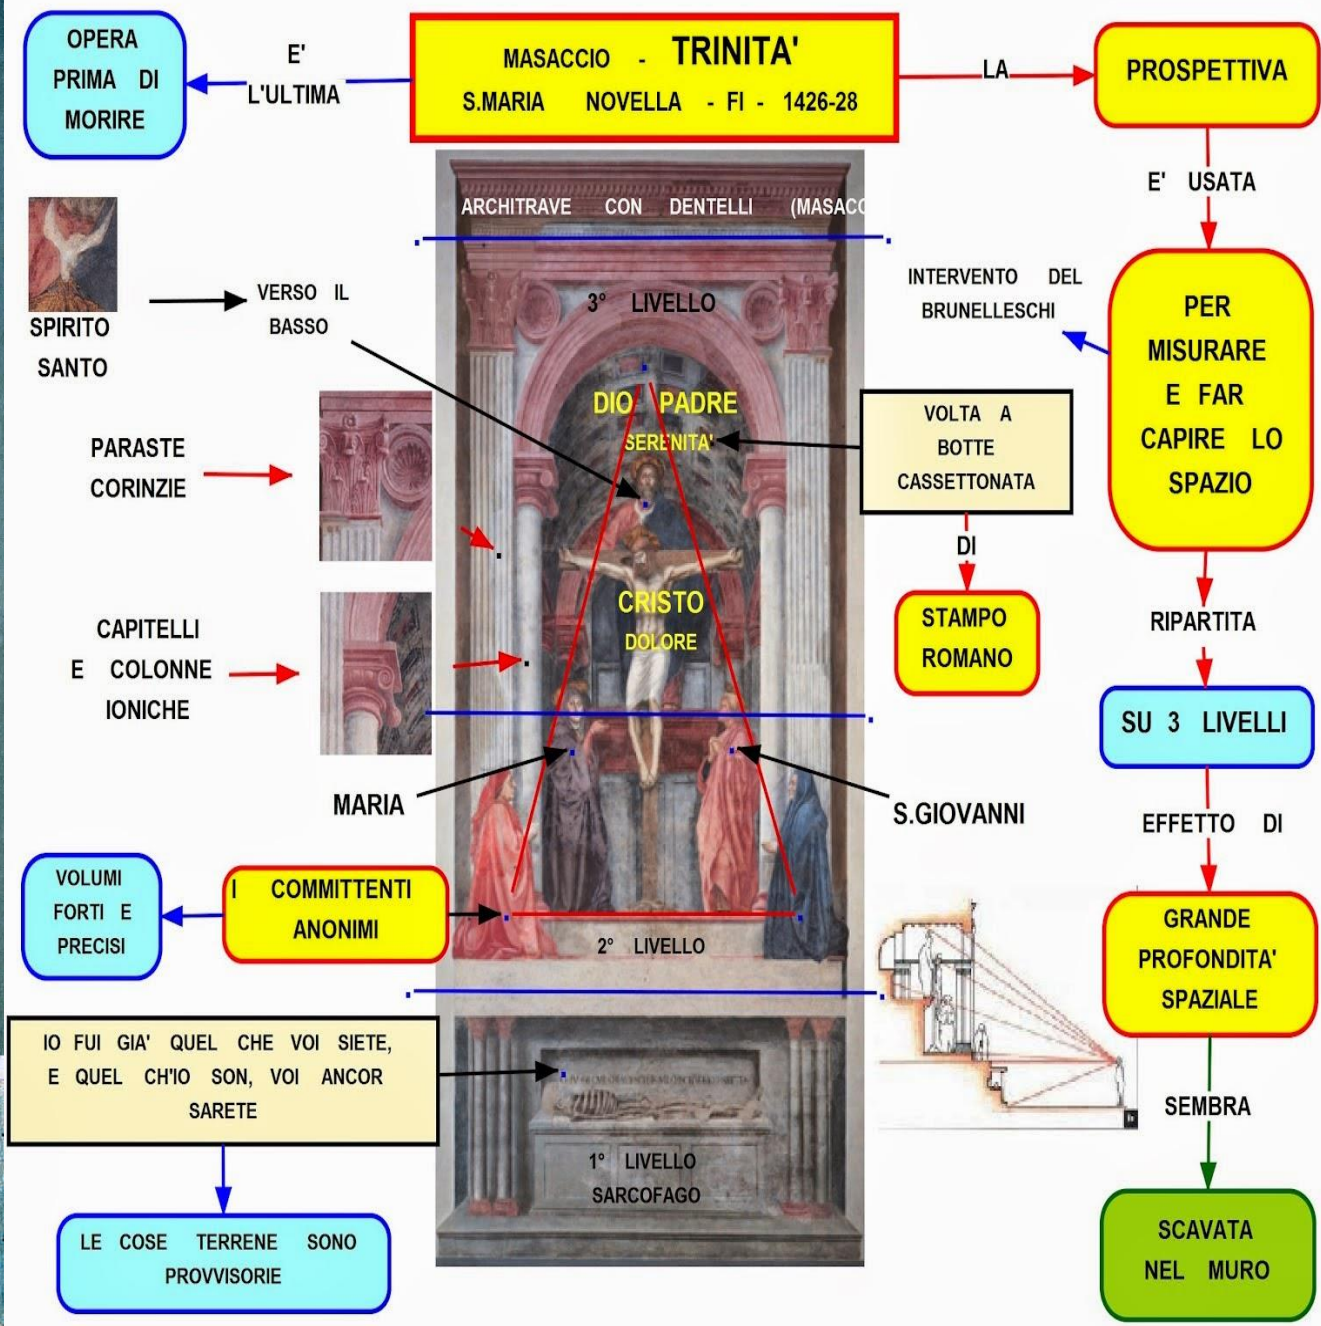 OPERA
PRIMA DI
MORIRE
E'
L'ULTIMA
MASACCIO - TRINITA'
S.MARIA NOVELLA - FI - 1426-28
LA
PROSPETTIVA
E' USATA
ARCHITRAVE CON DENTELLI (MASACC
SPIRITO
SANTO
VERSO IL
BASSO
3° LIVELLO
INTERVENTO DEL
BRUNELLESCHI
PER
MISURARE
E FAR
CAPIRE LO
SPAZIO
DIO PADRE
SERENITA'
VOLTA A
BOTTE
CASSETTONATA
PARASTE
CORINZIE
DI
STAMPO
ROMANO
CRISTO
DOLORE
CAPITELLI
E COLONNE
IONICHE
RIPARTITA
SU 3 LIVELLI
MARIA
S.GIOVANNI
EFFETTO DI
VOLUMI
FORTI E
PRECISI
I COMMITTENTI
ANONIMI
2° LIVELLO
GRANDE
PROFONDITA'
SPAZIALE
IO FUI GIA' QUEL CHE VOI SIETE,
E QUEL CH'IO SON, VOI ANCOR
SARETE
SEMBRA
1° LIVELLO
SARCOFAGO
LE COSE TERRENE SONO
PROVVISORIE
SCAVATA
NEL MURO